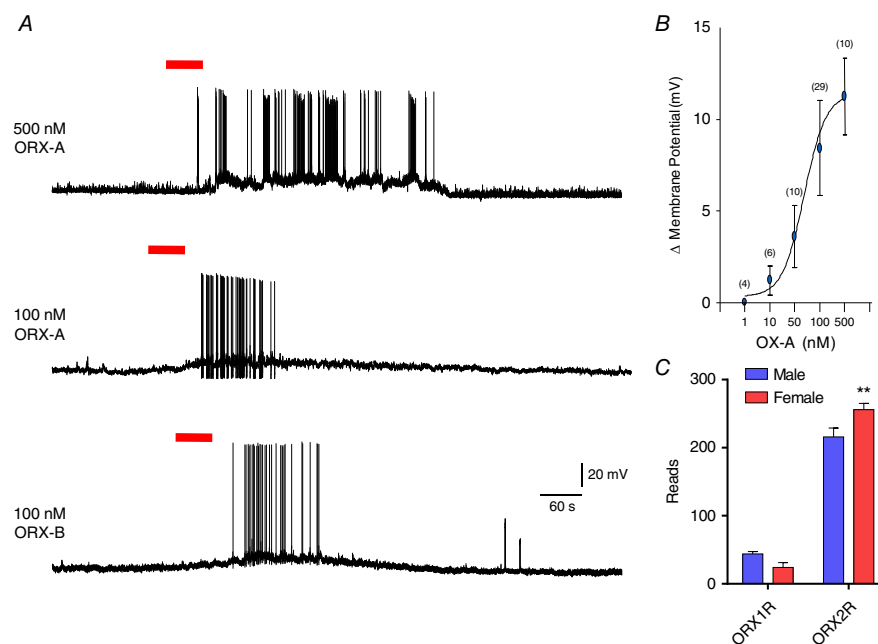 A
500 nM
ORX-A
100 nM
ORX-A
100 nM
ORX-B
20 mV
60 s
B
Δ Membrane Potential (mV)
15
10
5
0
(4)
(6)
(10)
(29)
(10)
1 10 50 100 500
OX-A (nM)
C
Male
Female
**
Reads
300
200
100
0
ORX1R
ORX2R